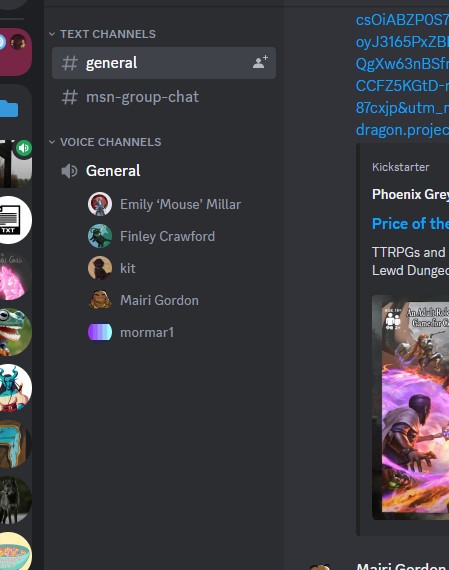 TEXT CHANNELS
general
msn-group-chat
VOICE CHANNELS
General
Emily ‘Mouse’ Millar
Finley Crawford
kit
Mairi Gordon
mormar1
TXT
csOiABZP0S7
oyJ3165PxZB
QgXw63nBSf
CCFZ5KGtD-
87cxjp&utm_
dragon.projec
Kickstarter
Phoenix Grey
Price of the
TTRPGs and
Lewd Dunge
An Adult Role
Game for C
Mairi Gordon